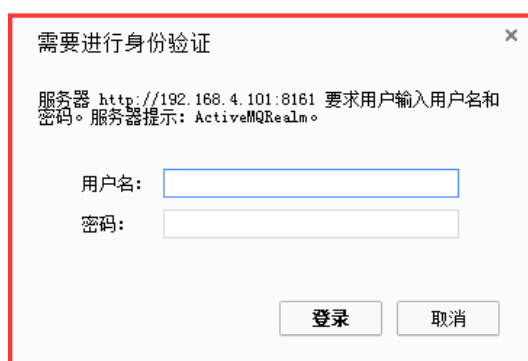 需要进行身份验证
服务器 http://192.168.4.101:8161 要求用户输入用户名和
密码。服务器提示: ActiveMQRealm。
用户名:
密码:
登录 取消